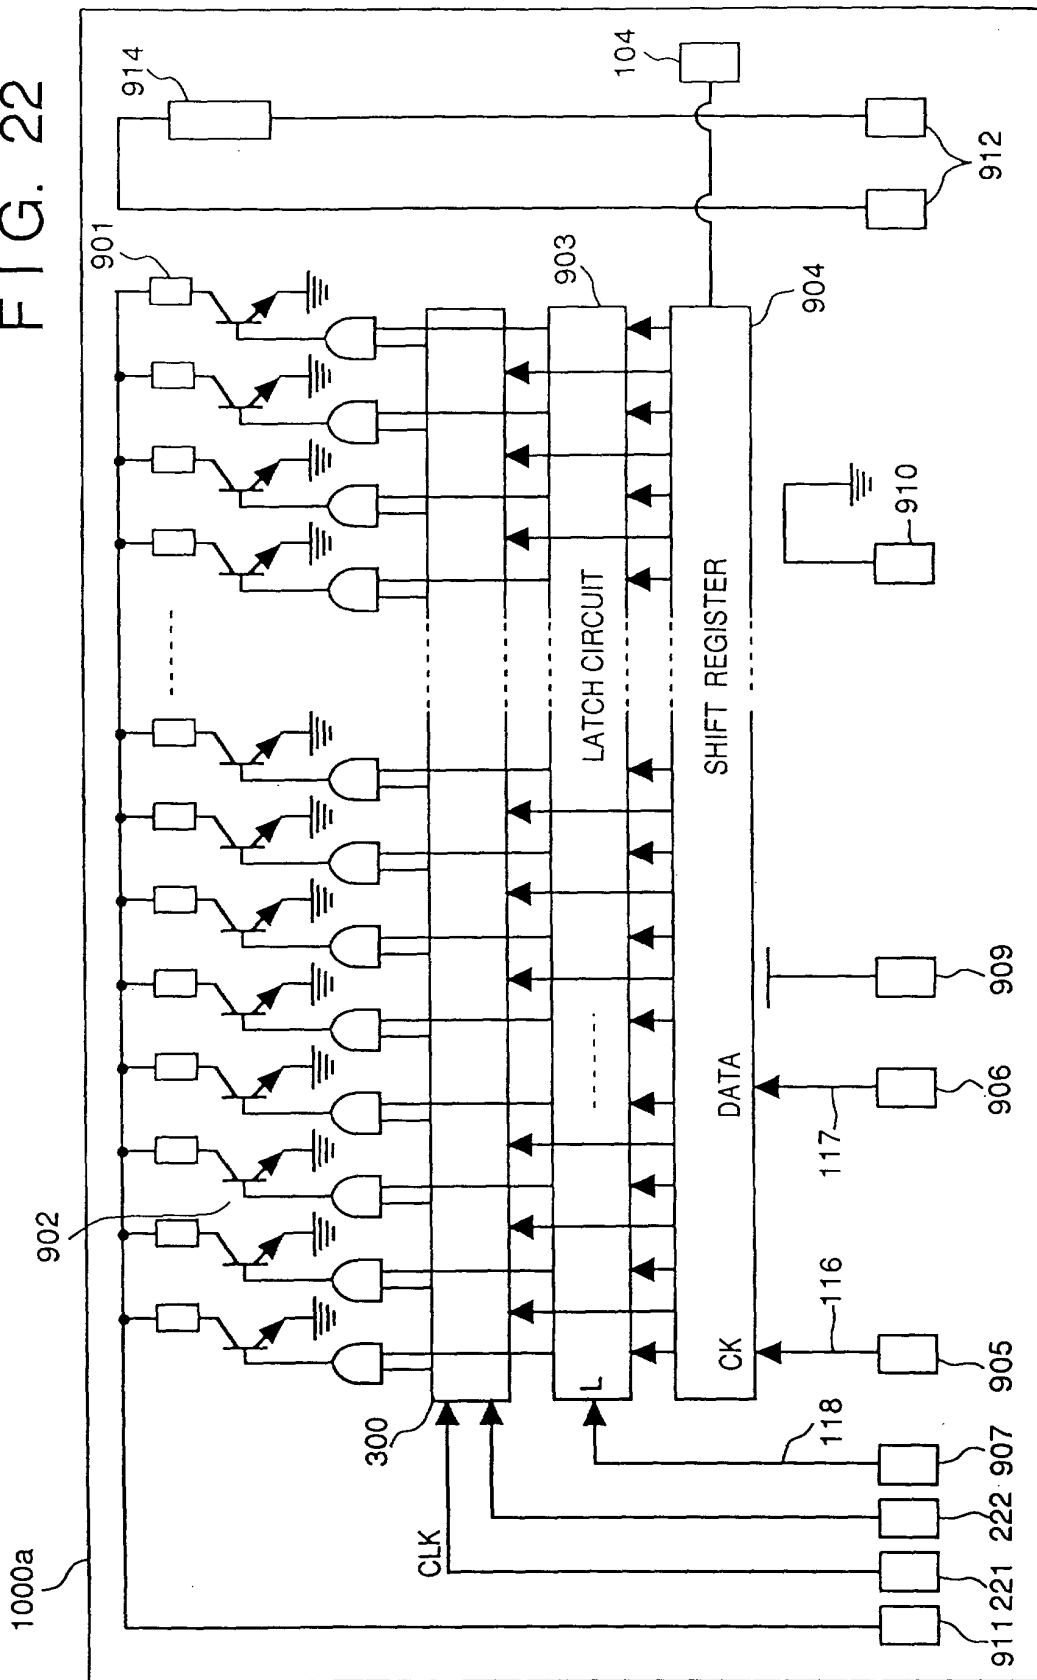 FIG. 22
1000a
914
104
901
912
902
903
904
LATCH CIRCUIT
SHIFT REGISTER
910
300
CLK
L
CK
DATA
118
116
117
911
221
222
907
905
906
909